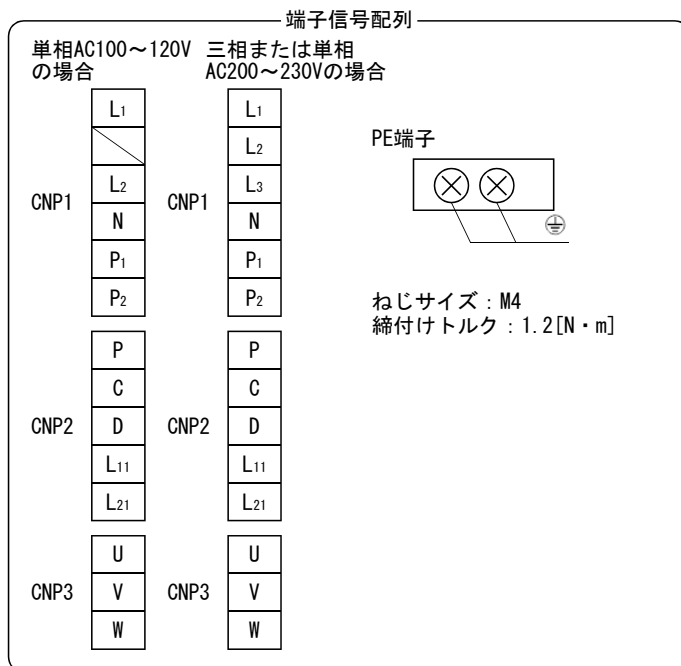 端子信号配列
単相AC100～120V
の場合
三相または単相
AC200～230Vの場合
CNP1
L1
L2
N
P1
P2
CNP1
L1
L2
L3
N
P1
P2
CNP2
P
C
D
L11
L21
CNP2
P
C
D
L11
L21
CNP3
U
V
W
CNP3
U
V
W
PE端子
ねじサイズ：M4
締付けトルク：1.2[N・m]